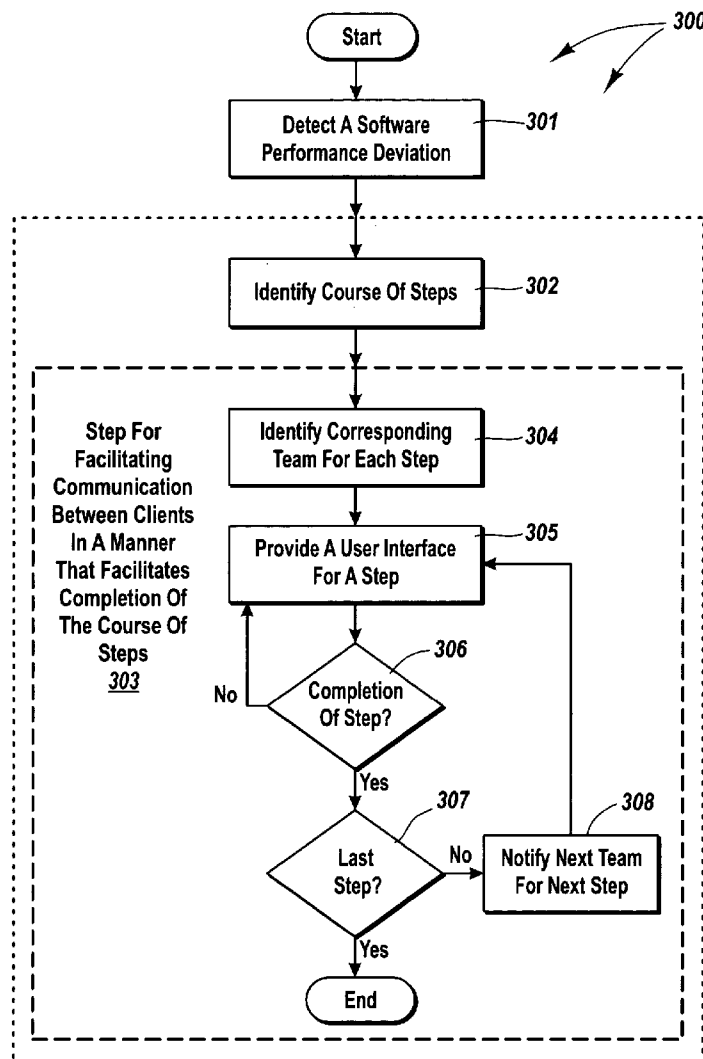 300
Start
Detect A Software
Performance Deviation
301
Identify Course Of Steps
302
Step For
Facilitating
Communication
Between Clients
In A Manner
That Facilitates
Completion Of
The Course Of
Steps
303
Identify Corresponding
Team For Each Step
304
Provide A User Interface
For A Step
305
Completion
Of Step?
306
No
Yes
Last
Step?
307
No
Notify Next Team
For Next Step
308
Yes
End